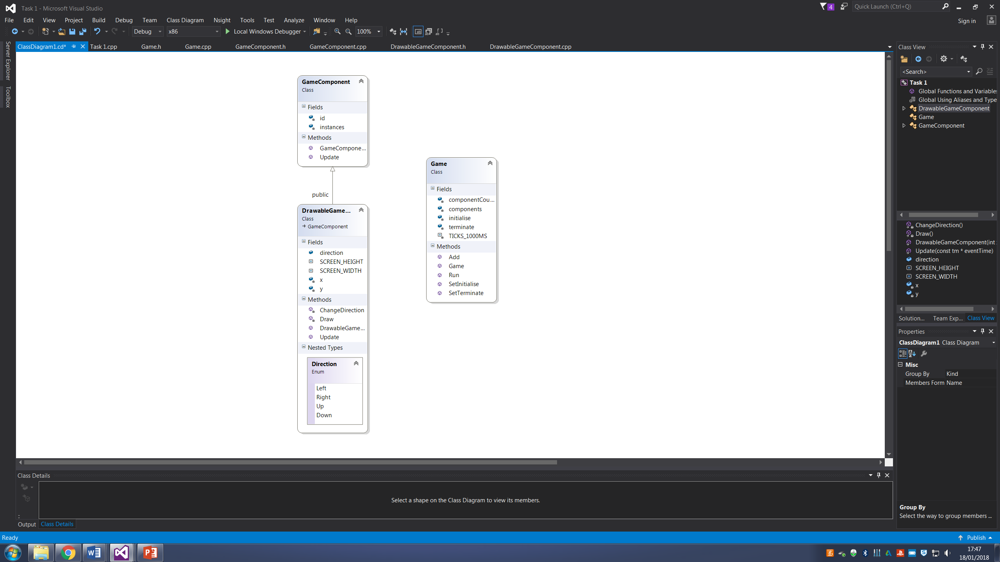 Task 1 - Microsoft Visual Studio
4
Quick Launch (Ctrl+Q)
File Edit View Project Build Debug Team Class Diagram Nsight Tools Test Analyze Window Help
Sign in
Debug x86 Local Windows Debugger 100%
Server Explorer
Toolbox
ClassDiagram1.cd* Task 1.cpp Game.h Game.cpp GameComponent.h GameComponent.cpp DrawableGameComponent.h DrawableGameComponent.cpp
GameComponent
Class
Fields
id
instances
Methods
GameCompone...
Update
public
DrawableGame...
Class
GameComponent
Fields
direction
SCREEN_HEIGHT
SCREEN_WIDTH
x
y
Methods
ChangeDirection
Draw
DrawableGame...
Update
Nested Types
Direction
Enum
Left
Right
Up
Down
Game
Class
Fields
componentCou...
components
initialise
terminate
TICKS_1000MS
Methods
Add
Game
Run
SetInitialise
SetTerminate
Class View
<Search>
Task 1
Global Functions and Variables
Global Using Aliases and Type
DrawableGameComponent
Game
GameComponent
ChangeDirection()
Draw()
DrawableGameComponent(int
Update(const tm * eventTime)
direction
SCREEN_HEIGHT
SCREEN_WIDTH
x
y
Solution... Team Exp... Class View
Properties
ClassDiagram1 Class Diagram
Misc
Group By Kind
Members Form Name
Group By
Select the way to group members ...
Class Details
Select a shape on the Class Diagram to view its members.
Output Class Details
Ready
Publish
17:47
18/01/2018